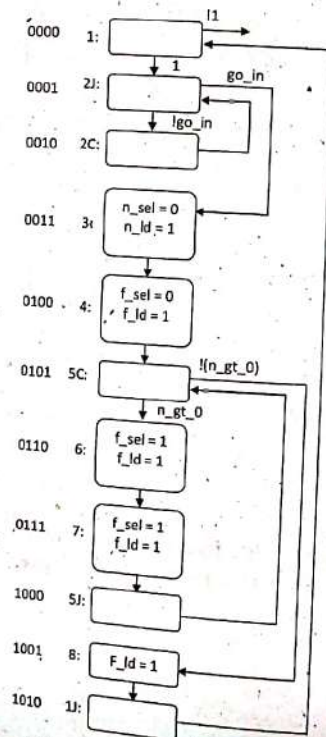 !1
0000 1:
1
0001 2J: go_in
!go_in
0010 2C:
n_sel = 0
0011 3: n_ld = 1
f_sel = 0
0100 4: f_ld = 1
!(n_gt_0)
0101 5C:
n_gt_0
0110 6: f_sel = 1
f_ld = 1
0111 7: f_sel = 1
f_ld = 1
1000 5J:
1001 8: F_ld = 1
1010 1J: